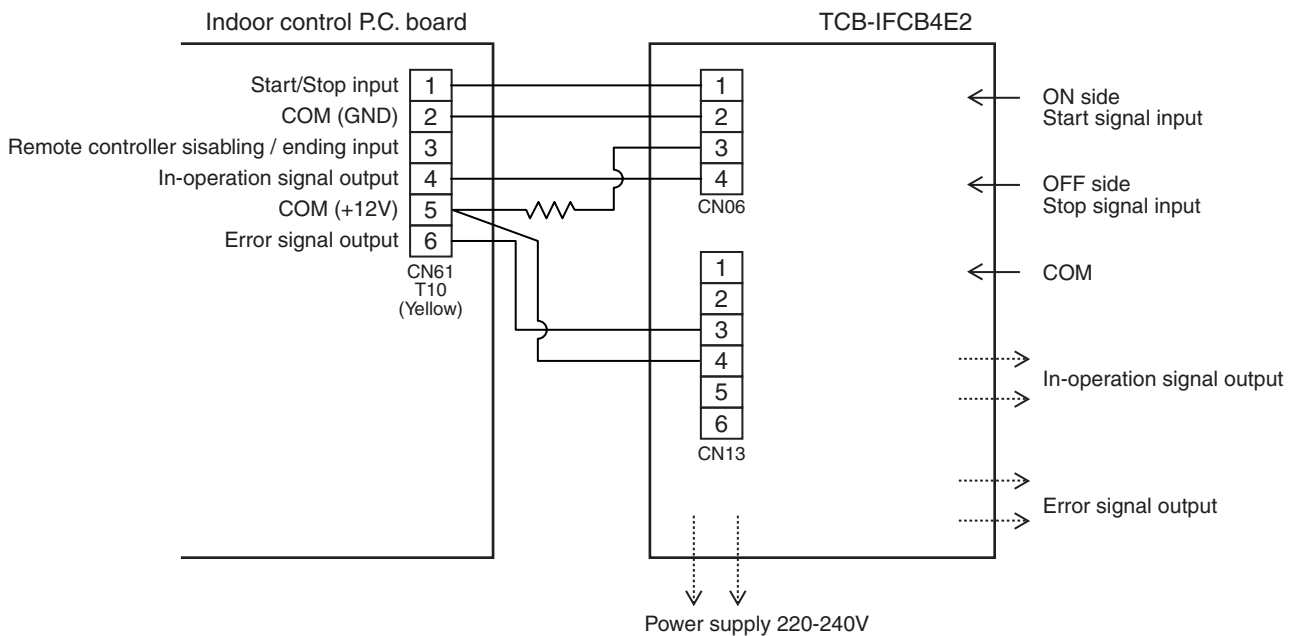 Indoor control P.C. board
TCB-IFCB4E2
Start/Stop input 1
COM (GND) 2
Remote controller sisabling / ending input 3
In-operation signal output 4
COM (+12V) 5
Error signal output 6
CN61
T10
(Yellow)
1
2
3
4
CN06
1
2
3
4
5
6
CN13
ON side
Start signal input
OFF side
Stop signal input
COM
In-operation signal output
Error signal output
Power supply 220-240V